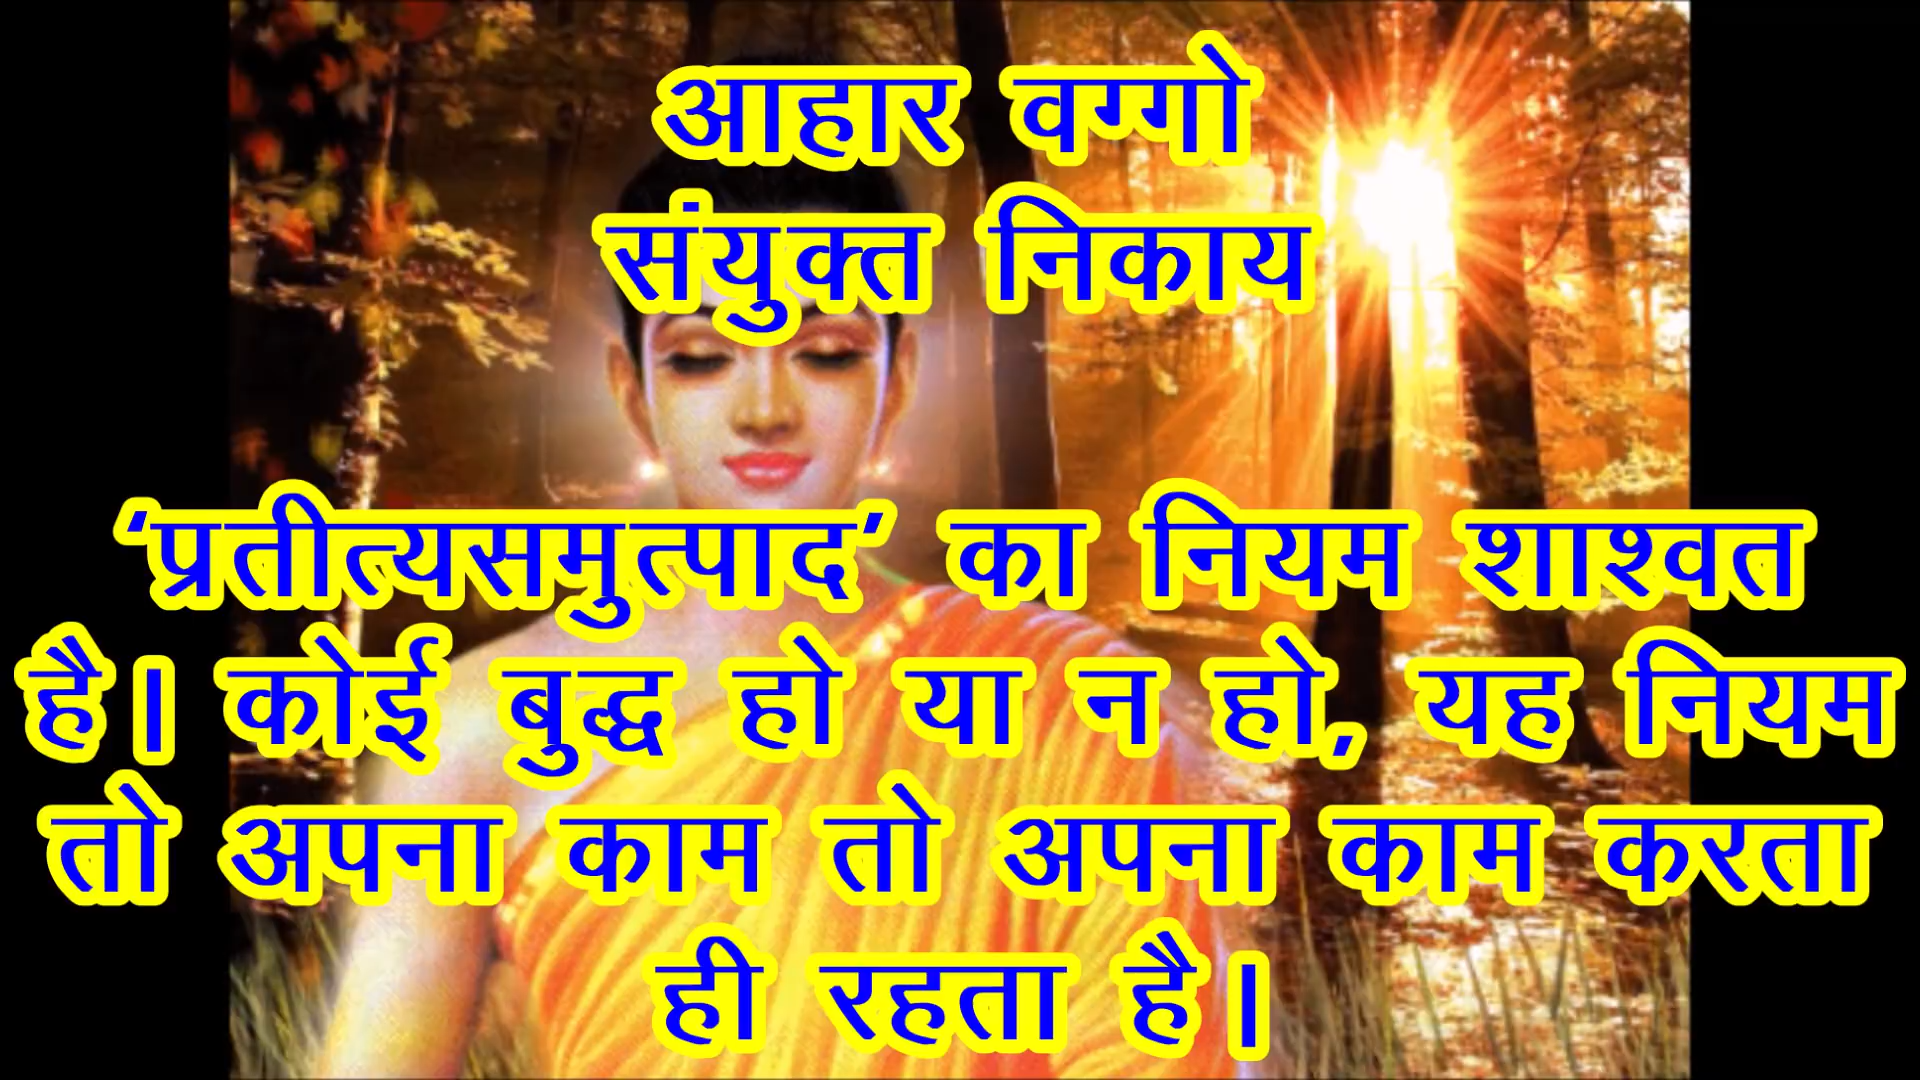 आहार वग्गो
संयुक्त निकाय
‘प्रतीत्यसमुत्पाद’ का नियम शाश्वत
है। कोई बुद्ध हो या न हो, यह नियम
तो अपना काम तो अपना काम करता
ही रहता है।